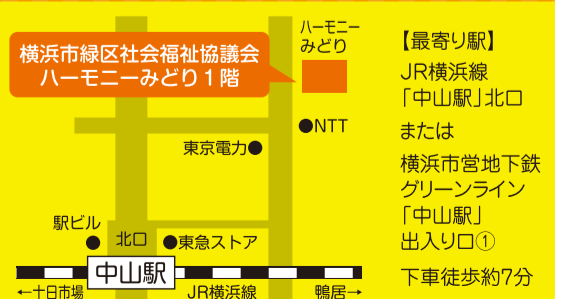 ハーモニー
みどり
横浜市緑区社会福祉協議会
ハーモニーみどり1階
●NTT
東京電力●
駅ビル
●
北口
●東急ストア
中山駅
←十日市場
JR横浜線
鴨居→
【最寄り駅】
JR横浜線
「中山駅」北口
または
横浜市営地下鉄
グリーンライン
「中山駅」
出入り口①
下車徒歩約7分